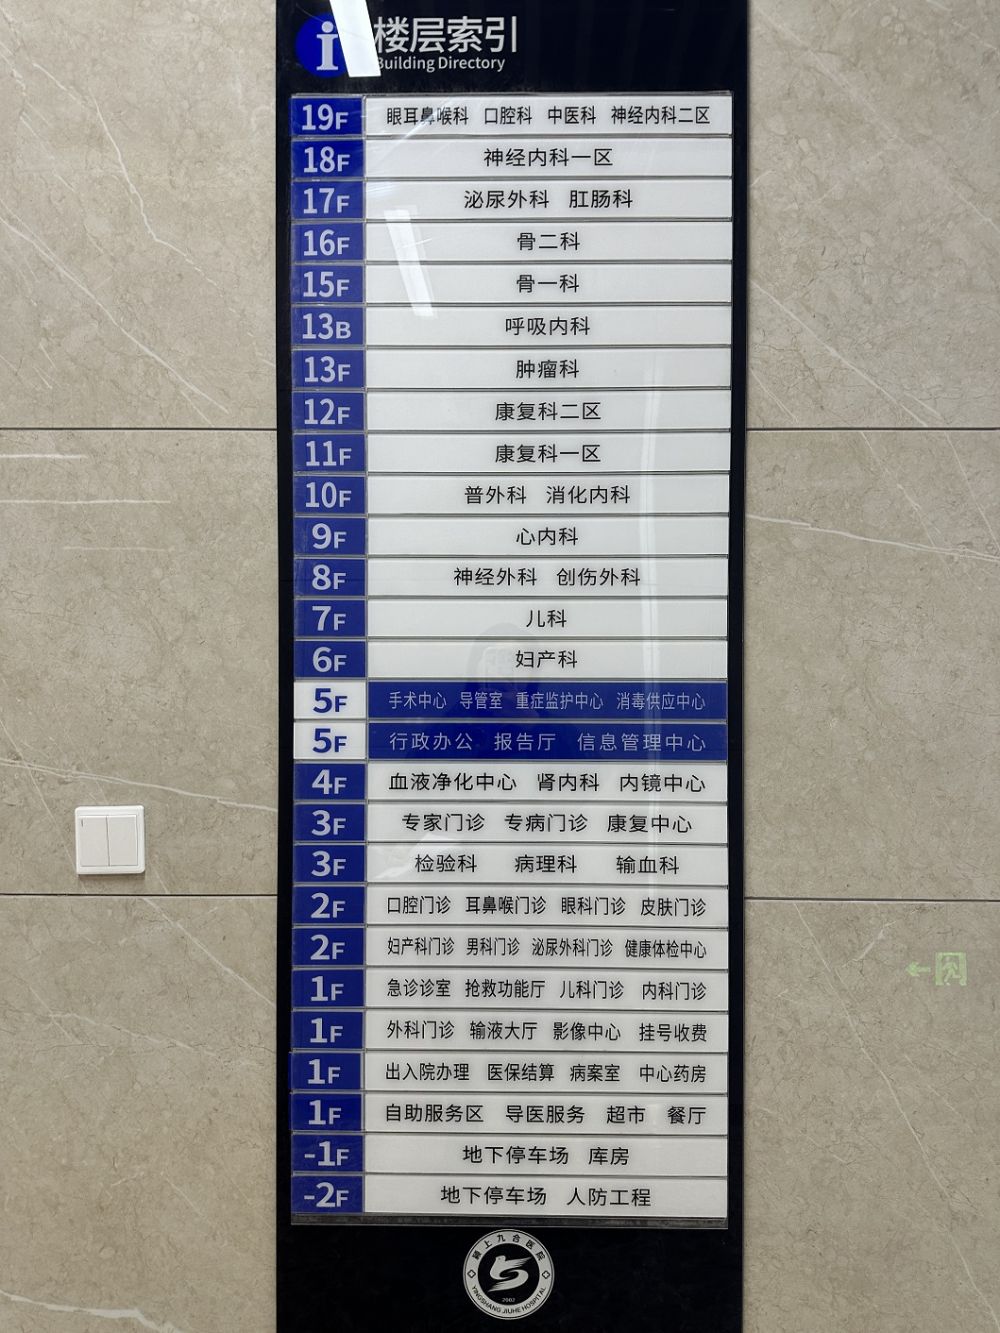 i 楼层索引
Building Directory
19F 眼耳鼻喉科 口腔科 中医科 神经内科二区
18F 神经内科一区
17F 泌尿外科 肛肠科
16F 骨二科
15F 骨一科
13B 呼吸内科
13F 肿瘤科
12F 康复科二区
11F 康复科一区
10F 普外科 消化内科
9F 心内科
8F 神经外科 创伤外科
7F 儿科
6F 妇产科
5F 手术中心 导管室 重症监护中心 消毒供应中心
5F 行政办公 报告厅 信息管理中心
4F 血液净化中心 肾内科 内镜中心
3F 专家门诊 专病门诊 康复中心
3F 检验科 病理科 输血科
2F 口腔门诊 耳鼻喉门诊 眼科门诊 皮肤门诊
2F 妇产科门诊 男科门诊 泌尿外科门诊 健康体检中心
1F 急诊诊室 抢救功能厅 儿科门诊 内科门诊
1F 外科门诊 输液大厅 影像中心 挂号收费
1F 出入院办理 医保结算 病案室 中心药房
1F 自助服务区 导医服务 超市 餐厅
-1F 地下停车场 库房
-2F 地下停车场 人防工程
颍上九合医院
2002
YINGSHANG JIUHE HOSPITAL